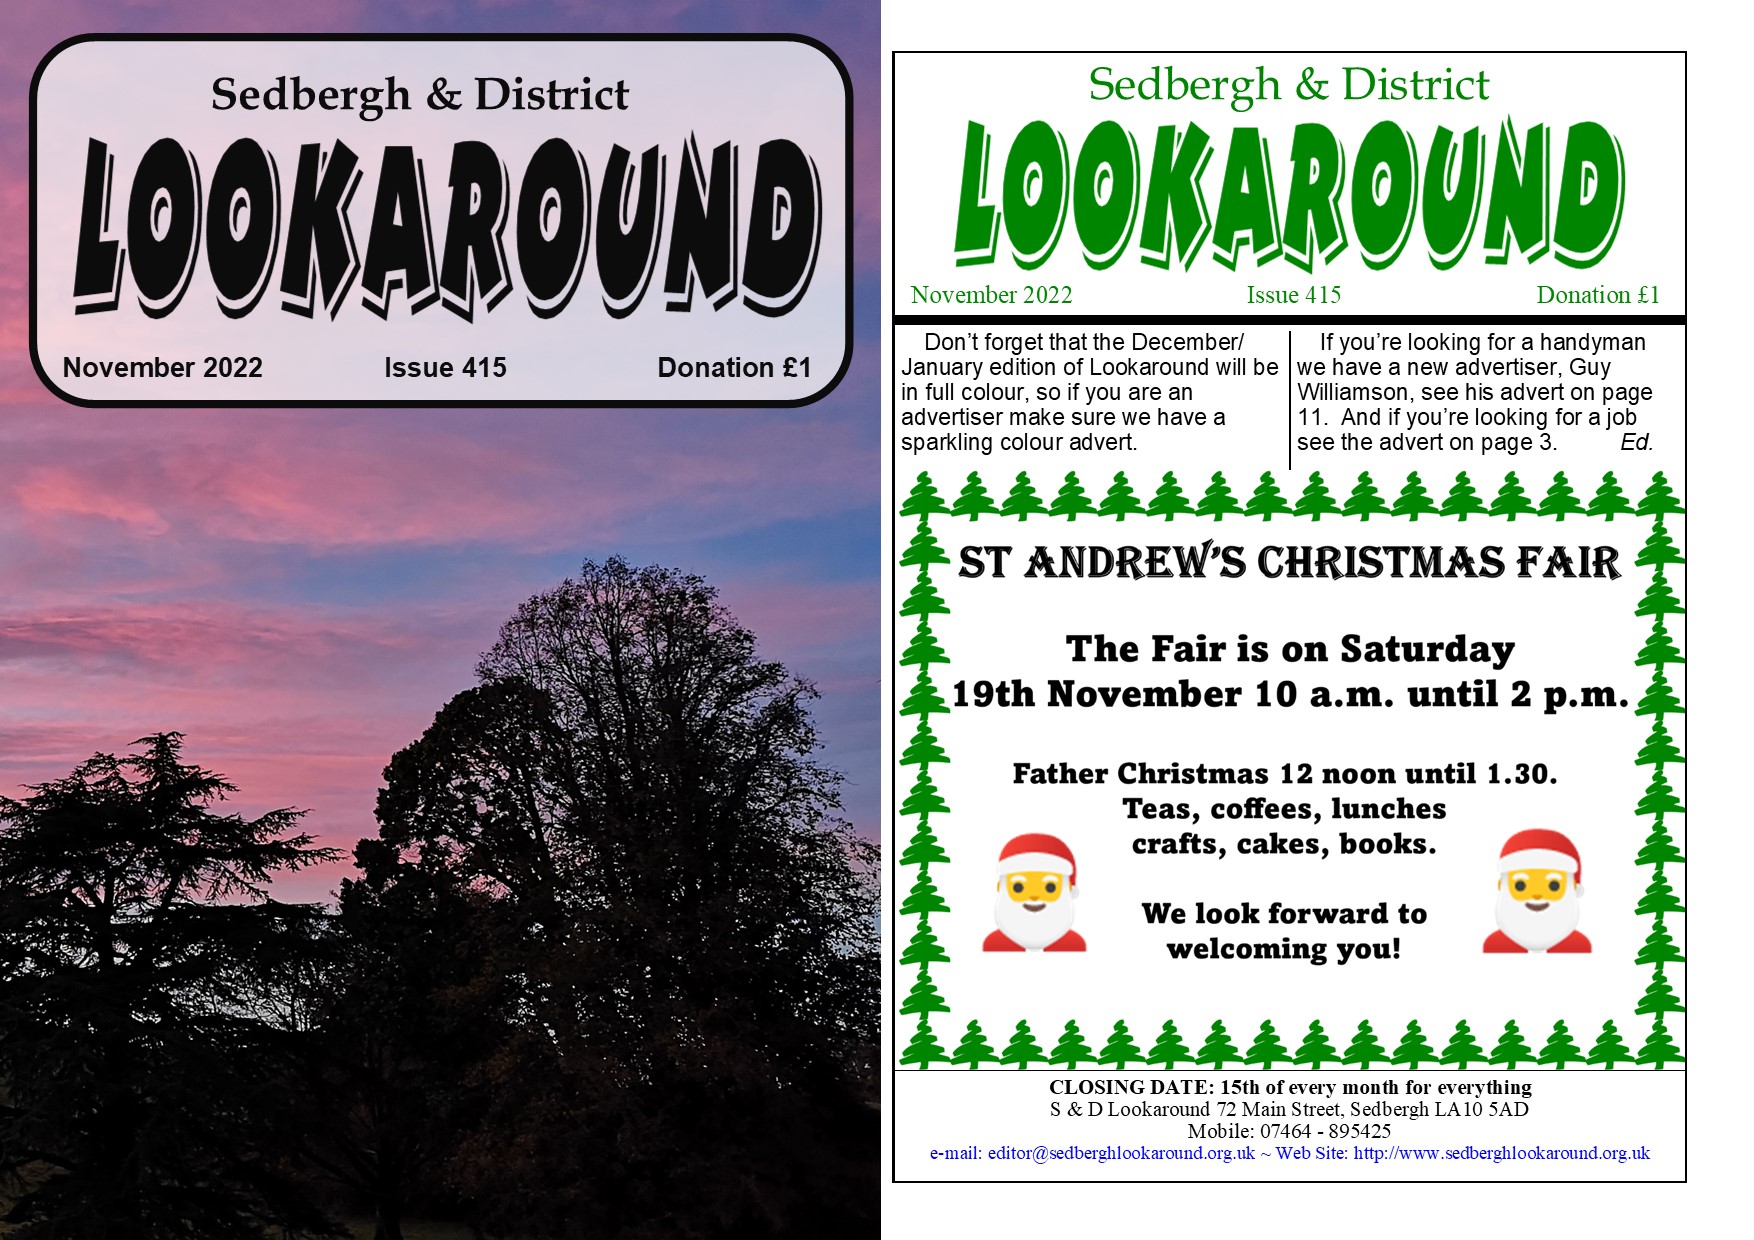 Sedbergh & District
LOOKAROUND
November 2022 Issue 415 Donation £1
Sedbergh & District
LOOKAROUND
November 2022 Issue 415 Donation £1
Don’t forget that the December/
January edition of Lookaround will be
in full colour, so if you are an
advertiser make sure we have a
sparkling colour advert.
If you’re looking for a handyman
we have a new advertiser, Guy
Williamson, see his advert on page
11. And if you’re looking for a job
see the advert on page 3. Ed.
ST ANDREW’S CHRISTMAS FAIR
The Fair is on Saturday
19th November 10 a.m. until 2 p.m.
Father Christmas 12 noon until 1.30.
Teas, coffees, lunches
crafts, cakes, books.
We look forward to
welcoming you!
CLOSING DATE: 15th of every month for everything
S & D Lookaround 72 Main Street, Sedbergh LA10 5AD
Mobile: 07464 - 895425
e-mail: editor@sedberghlookaround.org.uk ~ Web Site: http://www.sedberghlookaround.org.uk